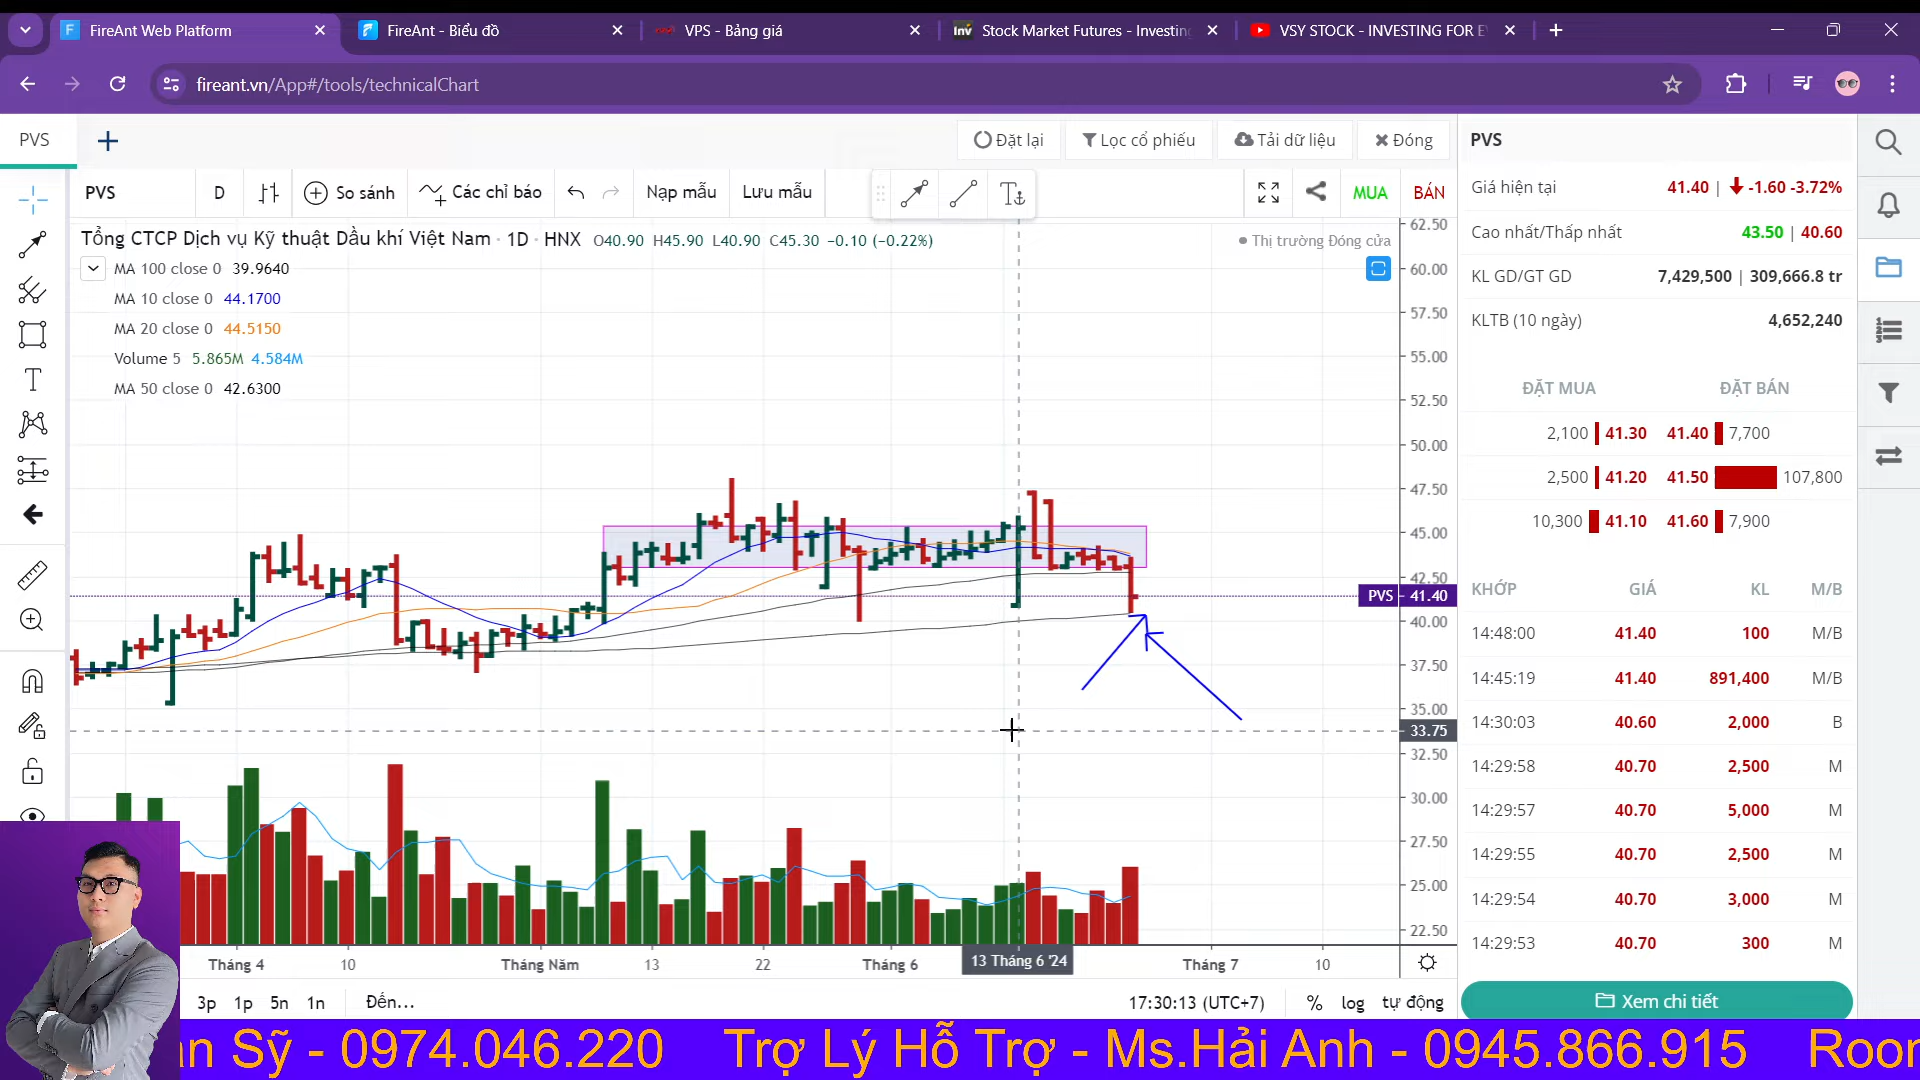 FireAnt Web Platform
FireAnt - Biểu đồ
VPS - Bảng giá
Stock Market Futures - Investing
VSY STOCK - INVESTING FOR E
fireant.vn/App#/tools/technicalChart
PVS
Đặt lại
Lọc cổ phiếu
Tải dữ liệu
Đóng
PVS D So sánh Các chỉ báo Nạp mẫu Lưu mẫu T MUA BÁN
Tổng CTCP Dịch vụ Kỹ thuật Dầu khí Việt Nam · 1D · HNX O40.90 H45.90 L40.90 C45.30 −0.10 (−0.22%)
Thị trường Đóng cửa
MA 100 close 0 39.9640
MA 10 close 0 44.1700
MA 20 close 0 44.5150
Volume 5 5.865M 4.584M
MA 50 close 0 42.6300
62.50
60.00
57.50
55.00
52.50
50.00
47.50
45.00
42.50
PVS 41.40
40.00
37.50
35.00
33.75
32.50
30.00
27.50
25.00
22.50
Tháng 4 10 Tháng Năm 13 22 Tháng 6 13 Tháng 6 '24 Tháng 7 10
3p 1p 5n 1n Đến... 17:30:13 (UTC+7) % log tự động
PVS
Giá hiện tại 41.40 | -1.60 -3.72%
Cao nhất/Thấp nhất 43.50 | 40.60
KL GD/GT GD 7,429,500 | 309,666.8 tr
KLTB (10 ngày) 4,652,240
ĐẶT MUA ĐẶT BÁN
2,100 41.30 41.40 7,700
2,500 41.20 41.50 107,800
10,300 41.10 41.60 7,900
KHỚP GIÁ KL M/B
14:48:00 41.40 100 M/B
14:45:19 41.40 891,400 M/B
14:30:03 40.60 2,000 B
14:29:58 40.70 2,500 M
14:29:57 40.70 5,000 M
14:29:55 40.70 2,500 M
14:29:54 40.70 3,000 M
14:29:53 40.70 300 M
Xem chi tiết
Sỹ - 0974.046.220 Trợ Lý Hỗ Trợ - Ms.Hải Anh - 0945.866.915 Room